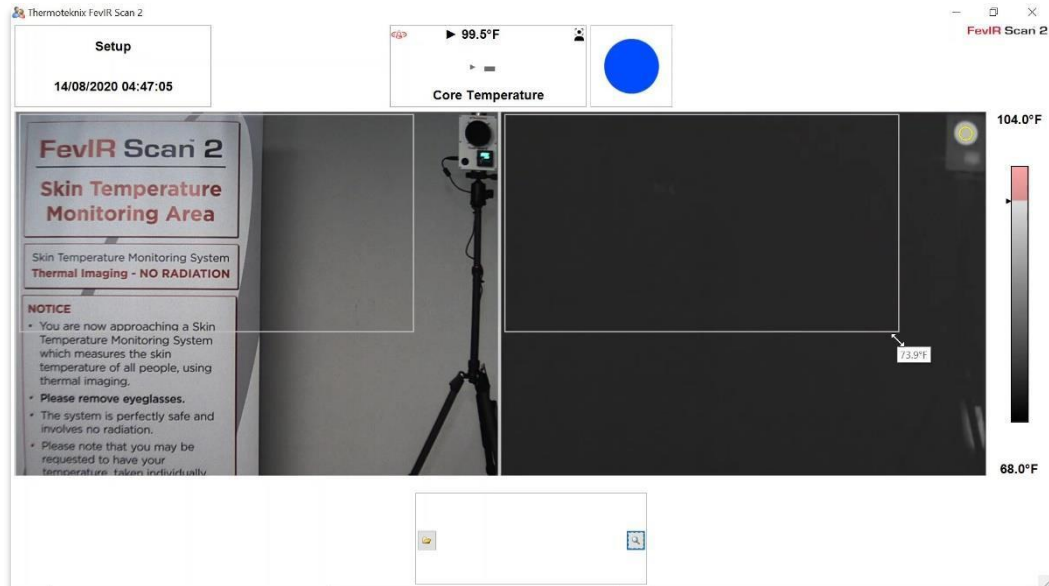 Thermoteknix FevIR Scan 2
FevIR Scan 2
Setup
14/08/2020 04:47:05
99.5°F
Core Temperature
FevIR Scan 2
Skin Temperature
Monitoring Area
Skin Temperature Monitoring System
Thermal Imaging - NO RADIATION
NOTICE
• You are now approaching a Skin
Temperature Monitoring System
which measures the skin
temperature of all people, using
thermal imaging.
• Please remove eyeglasses.
• The system is perfectly safe and
involves no radiation.
• Please note that you may be
requested to have your
temperature taken individually
73.9°F
104.0°F
68.0°F